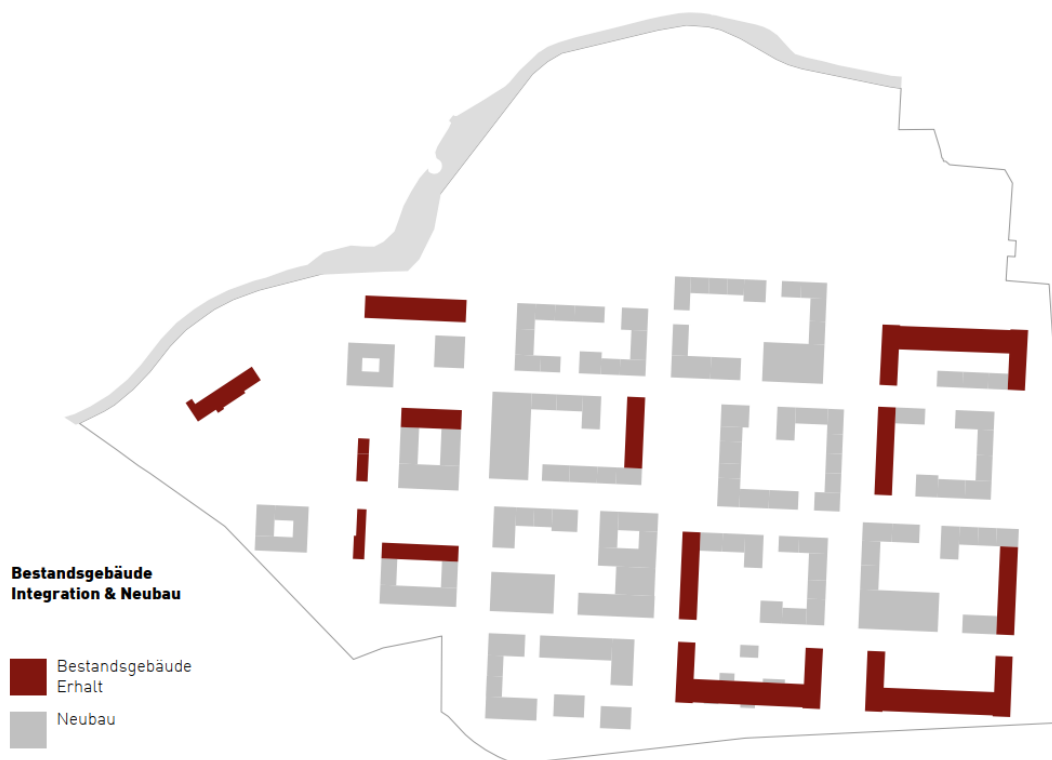 Bestandsgebäude
Integration & Neubau
Bestandsgebäude
Erhalt
Neubau